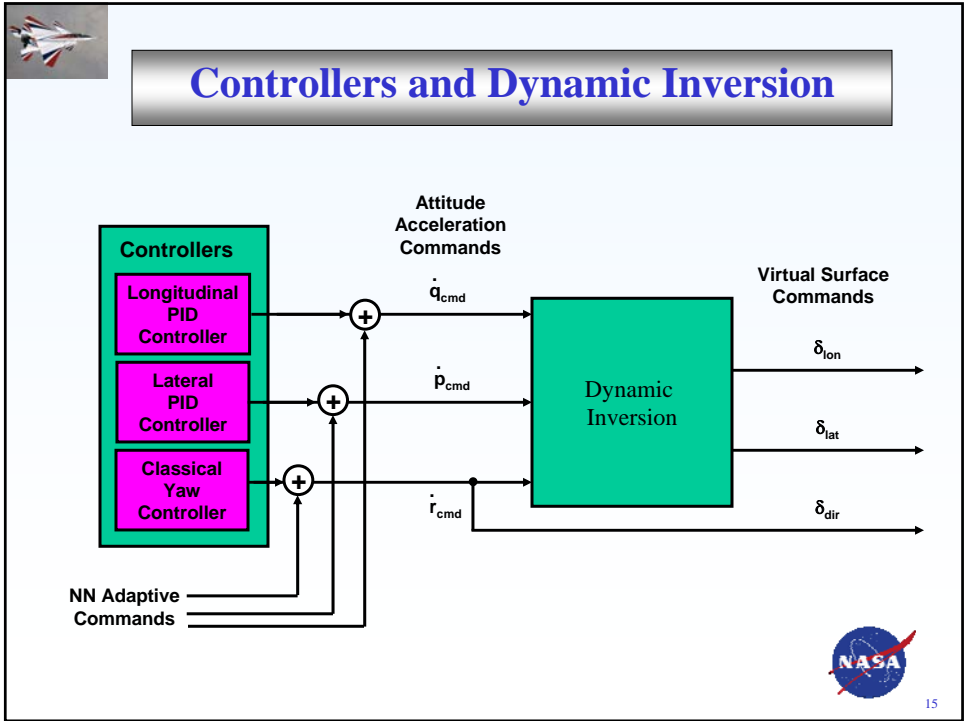 Controllers and Dynamic Inversion
Attitude
Acceleration
Commands
Controllers
Longitudinal
PID
Controller
Lateral
PID
Controller
Classical
Yaw
Controller
+
+
+
q̇cmd
ṗcmd
ṙcmd
Dynamic
Inversion
Virtual Surface
Commands
δlon
δlat
δdir
NN Adaptive
Commands
NASA
15